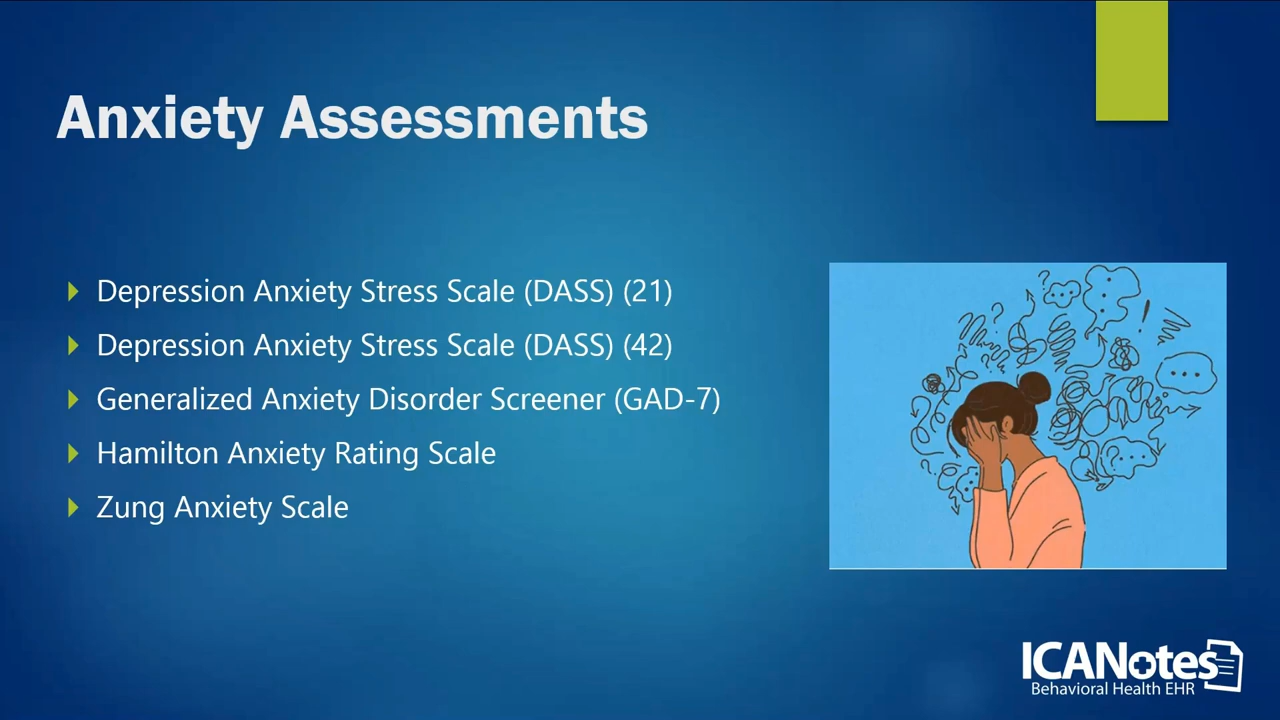 Anxiety Assessments
Depression Anxiety Stress Scale (DASS) (21)
Depression Anxiety Stress Scale (DASS) (42)
Generalized Anxiety Disorder Screener (GAD-7)
Hamilton Anxiety Rating Scale
Zung Anxiety Scale
ICANotes
Behavioral Health EHR